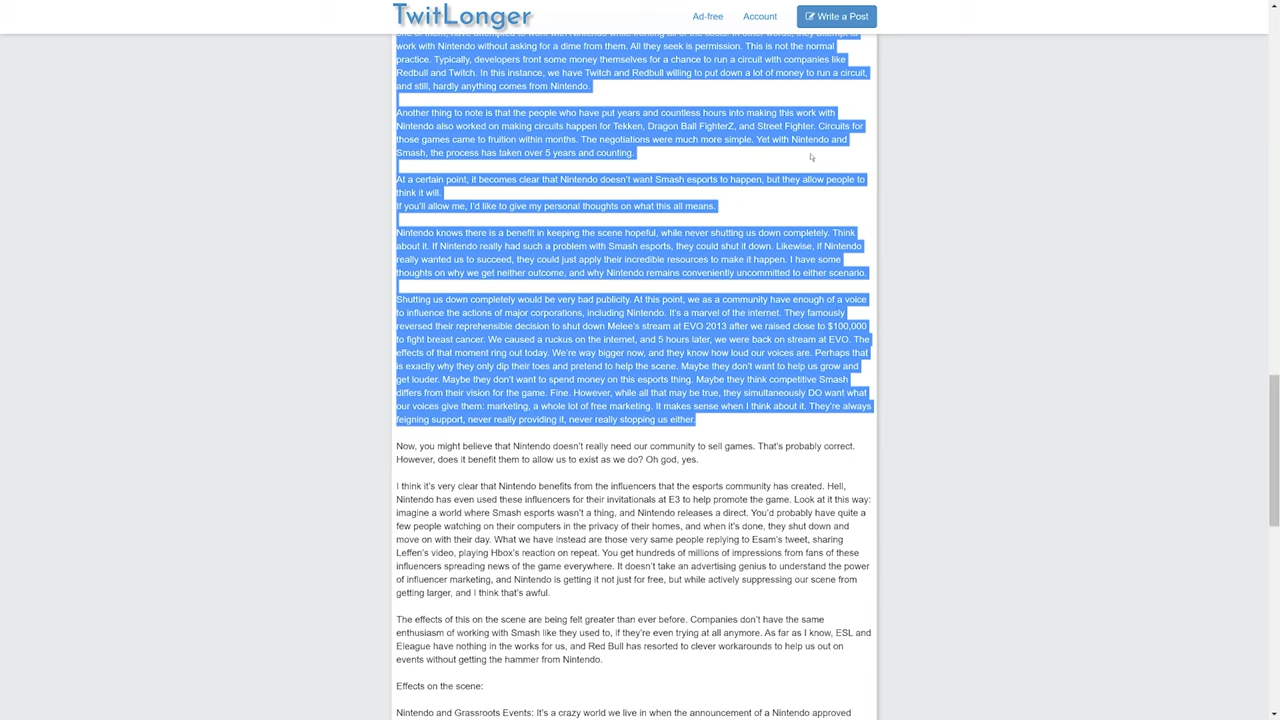 TwitLonger
Ad-free
Account
Write a Post
work with Nintendo without asking for a dime from them. All they seek is permission. This is not the normal
practice. Typically, developers front some money themselves for a chance to run a circuit with companies like
Redbull and Twitch. In this instance, we have Twitch and Redbull willing to put down a lot of money to run a circuit,
and still, hardly anything comes from Nintendo.
Another thing to note is that the people who have put years and countless hours into making this work with
Nintendo also worked on making circuits happen for Tekken, Dragon Ball FighterZ, and Street Fighter. Circuits for
those games came to fruition within months. The negotiations were much more simple. Yet with Nintendo and
Smash, the process has taken over 5 years and counting.
At a certain point, it becomes clear that Nintendo doesn't want Smash esports to happen, but they allow people to
think it will.
If you'll allow me, I'd like to give my personal thoughts on what this all means.
Nintendo knows there is a benefit in keeping the scene hopeful, while never shutting us down completely. Think
about it. If Nintendo really had such a problem with Smash esports, they could shut it down. Likewise, if Nintendo
really wanted us to succeed, they could just apply their incredible resources to make it happen. I have some
thoughts on why we get neither outcome, and why Nintendo remains conveniently uncommitted to either scenario.
Shutting us down completely would be very bad publicity. At this point, we as a community have enough of a voice
to influence the actions of major corporations, including Nintendo. It's a marvel of the internet. They famously
reversed their reprehensible decision to shut down Melee's stream at EVO 2013 after we raised close to $100,000
to fight breast cancer. We caused a ruckus on the internet, and 5 hours later, we were back on stream at EVO. The
effects of that moment ring out today. We're way bigger now, and they know how loud our voices are. Perhaps that
is exactly why they only dip their toes and pretend to help the scene. Maybe they don't want to help us grow and
get louder. Maybe they don't want to spend money on this esports thing. Maybe they think competitive Smash
differs from their vision for the game. Fine. However, while all that may be true, they simultaneously DO want what
our voices give them: marketing, a whole lot of free marketing. It makes sense when I think about it. They're always
feigning support, never really providing it, never really stopping us either.
Now, you might believe that Nintendo doesn't really need our community to sell games. That's probably correct.
However, does it benefit them to allow us to exist as we do? Oh god, yes.
I think it's very clear that Nintendo benefits from the influencers that the esports community has created. Hell,
Nintendo has even used these influencers for their invitationals at E3 to help promote the game. Look at it this way:
imagine a world where Smash esports wasn't a thing, and Nintendo releases a direct. You'd probably have quite a
few people watching on their computers in the privacy of their homes, and when it's done, they shut down and
move on with their day. What we have instead are those very same people replying to Esam's tweet, sharing
Leffen's video, playing Hbox's reaction on repeat. You get hundreds of millions of impressions from fans of these
influencers spreading news of the game everywhere. It doesn't take an advertising genius to understand the power
of influencer marketing, and Nintendo is getting it not just for free, but while actively suppressing our scene from
getting larger, and I think that's awful.
The effects of this on the scene are being felt greater than ever before. Companies don't have the same
enthusiasm of working with Smash like they used to, if they're even trying at all anymore. As far as I know, ESL and
Eleague have nothing in the works for us, and Red Bull has resorted to clever workarounds to help us out on
events without getting the hammer from Nintendo.
Effects on the scene:
Nintendo and Grassroots Events: It's a crazy world we live in when the announcement of a Nintendo approved